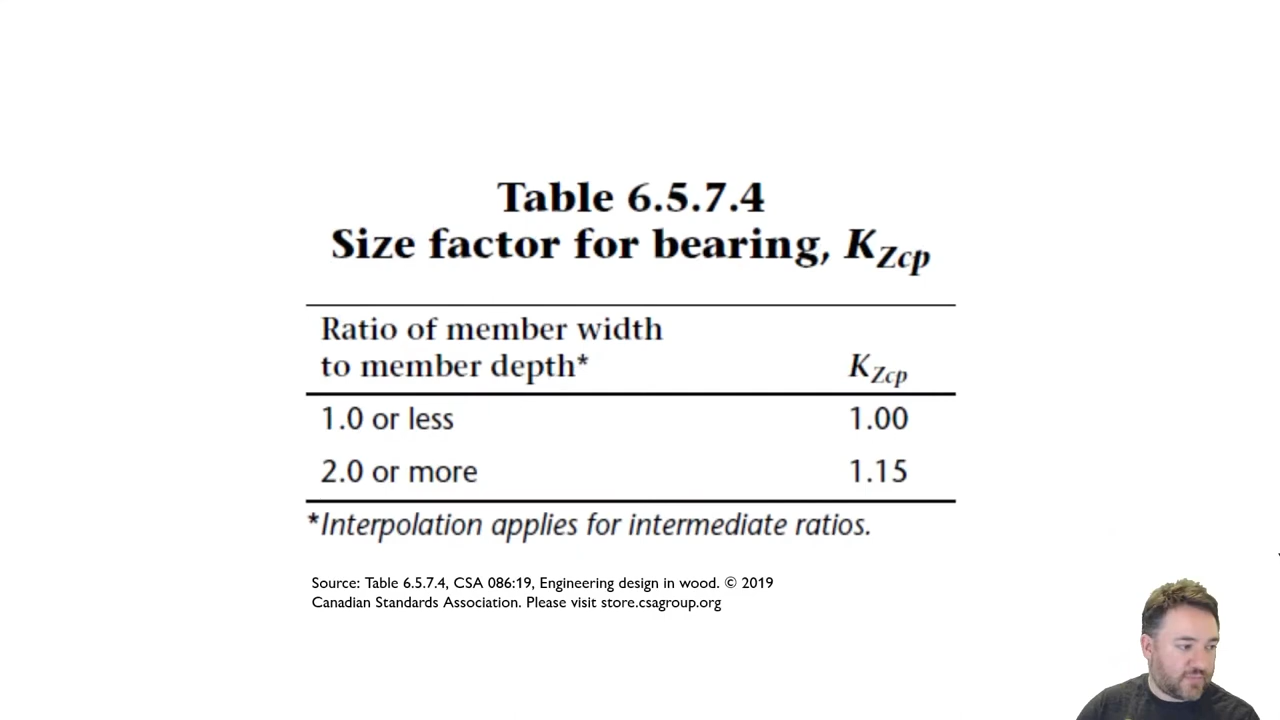 Table 6.5.7.4
Size factor for bearing, K_Zcp
Ratio of member width
to member depth*
K_Zcp
1.0 or less 1.00
2.0 or more 1.15
*Interpolation applies for intermediate ratios.
Source: Table 6.5.7.4, CSA 086:19, Engineering design in wood. © 2019
Canadian Standards Association. Please visit store.csagroup.org